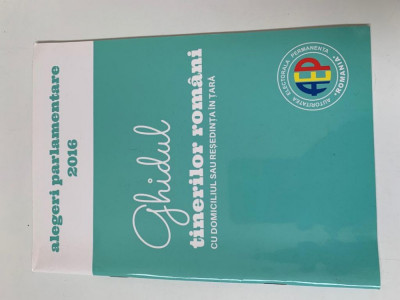 alegeri parlamentare
2016
Ghidul
tinerilor români
CU DOMICILIUL SAU REȘEDINȚA ÎN ȚARĂ
AUTORITATEA ELECTORALĂ PERMANENTĂ
AEP
• ROMÂNIA •